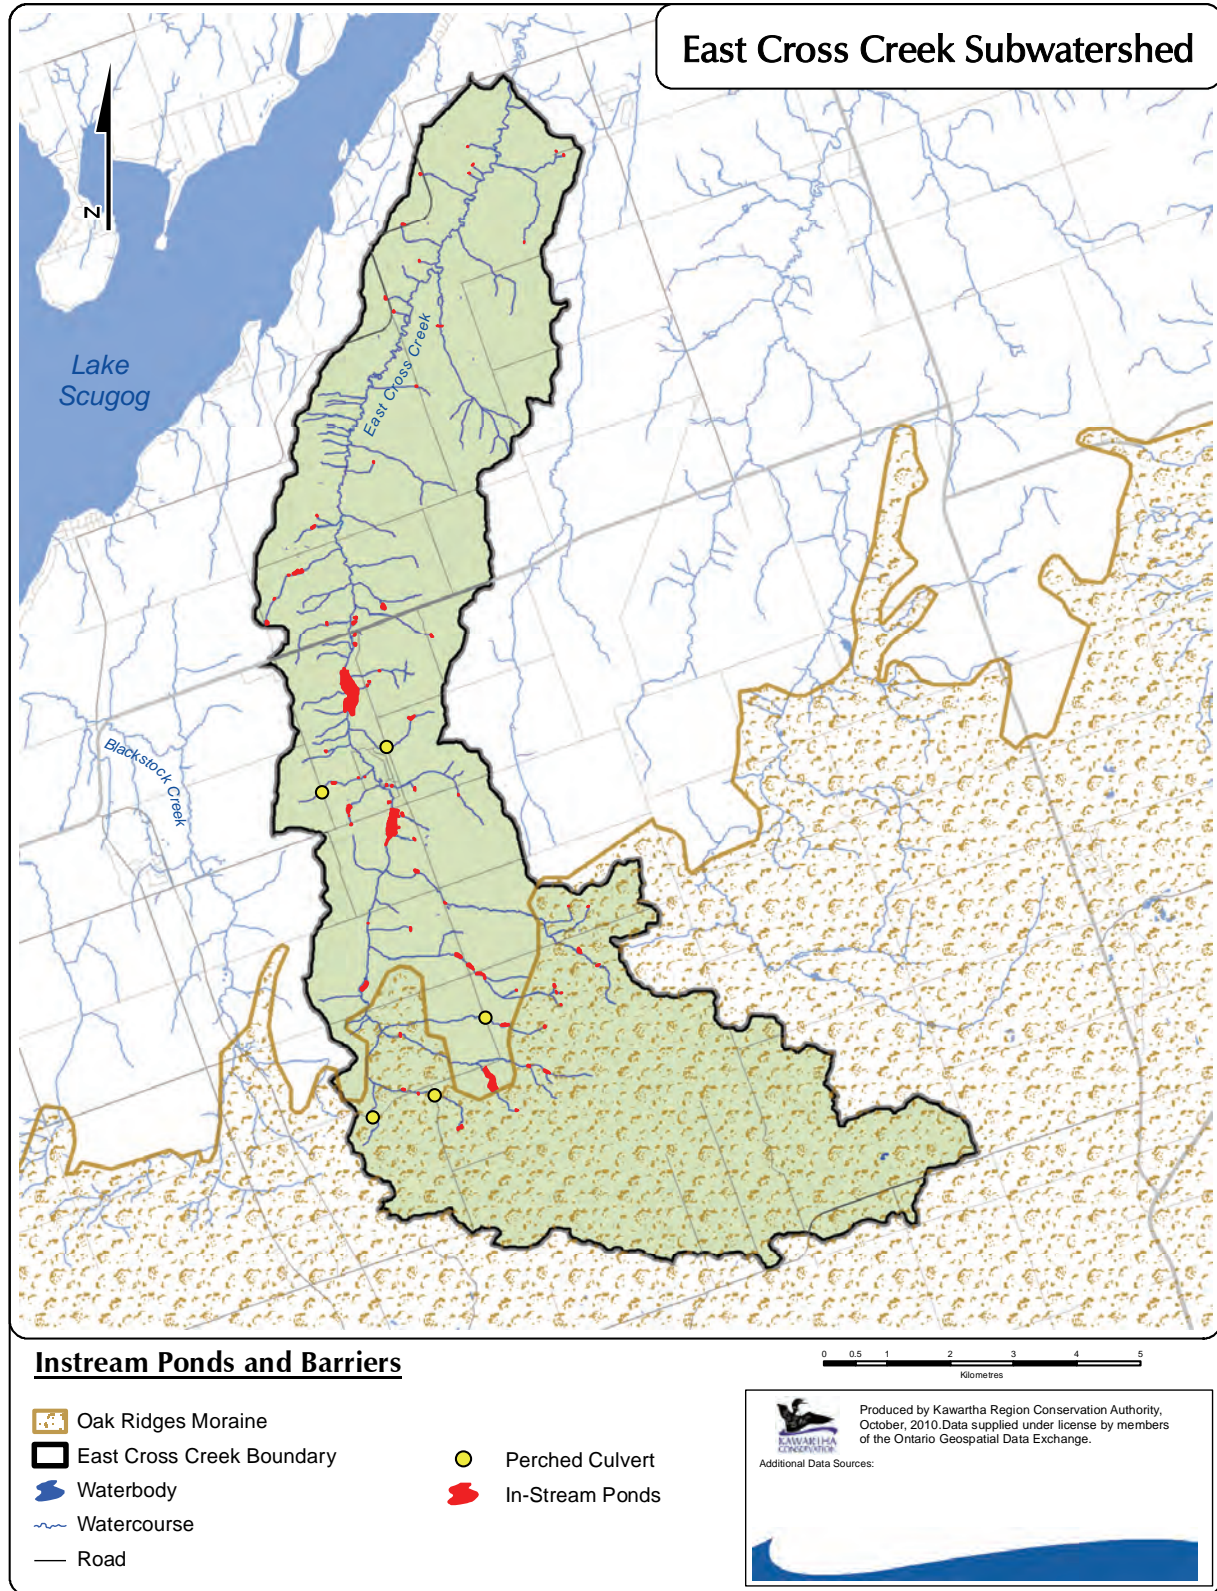 East Cross Creek Subwatershed
N
Lake
Scugog
East Cross Creek
Blackstock Creek
Instream Ponds and Barriers
Oak Ridges Moraine
East Cross Creek Boundary
Waterbody
Watercourse
Road
Perched Culvert
In-Stream Ponds
0 0.5 1 2 3 4 5
Kilometres
KAWARTHA
CONSERVATION
Produced by Kawartha Region Conservation Authority,
October, 2010.Data supplied under license by members
of the Ontario Geospatial Data Exchange.
Additional Data Sources: